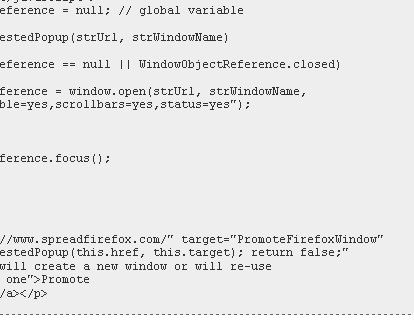 eference = null; // global variable
estedPopup(strUrl, strWindowName)
eference == null || WindowObjectReference.closed)
ference = window.open(strUrl, strWindowName,
ble=yes,scrollbars=yes,status=yes");
ference.focus();
//www.spreadfirefox.com/" target="PromoteFirefoxWindow"
estedPopup(this.href, this.target); return false;"
will create a new window or will re-use
one">Promote
/a></p>